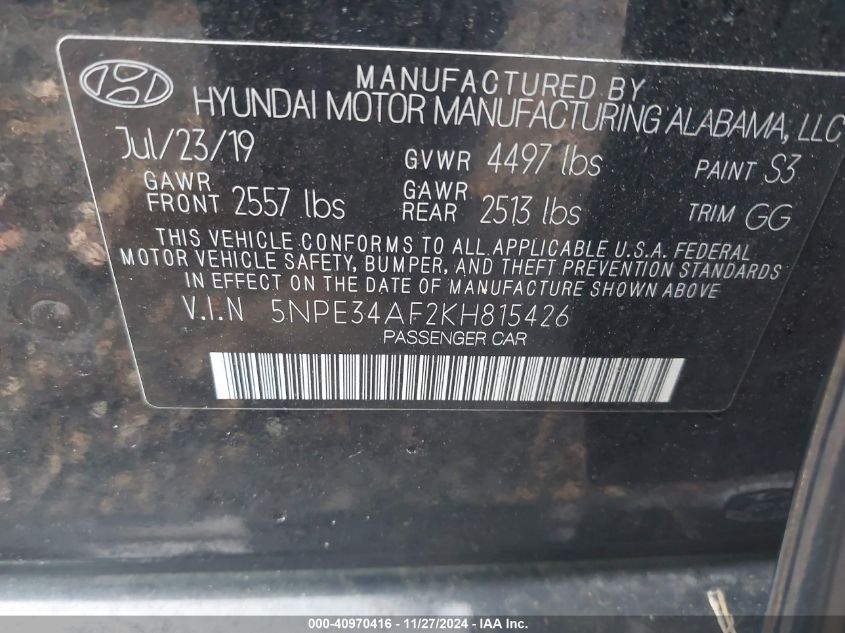 MANUFACTURED BY
HYUNDAI MOTOR MANUFACTURING ALABAMA, LLC
Jul/23/19 GVWR 4497 lbs PAINT S3
GAWR FRONT 2557 lbs GAWR REAR 2513 lbs TRIM GG
THIS VEHICLE CONFORMS TO ALL APPLICABLE U.S.A. FEDERAL
MOTOR VEHICLE SAFETY, BUMPER, AND THEFT PREVENTION STANDARDS
IN EFFECT ON THE DATE OF MANUFACTURE SHOWN ABOVE
V.I.N 5NPE34AF2KH815426
PASSENGER CAR
000-40970416 - 11/27/2024 - IAA Inc.